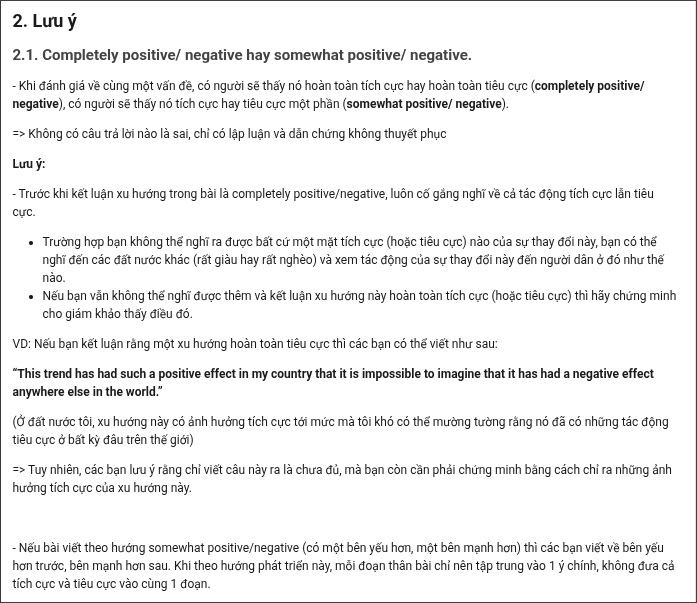 2. Lưu ý
2.1. Completely positive/ negative hay somewhat positive/ negative.
- Khi đánh giá về cùng một vấn đề, có người sẽ thấy nó hoàn toàn tích cực hay hoàn toàn tiêu cực (completely positive/
negative), có người sẽ thấy nó tích cực hay tiêu cực một phần (somewhat positive/ negative).
=> Không có câu trả lời nào là sai, chỉ có lập luận và dẫn chứng không thuyết phục
Lưu ý:
- Trước khi kết luận xu hướng trong bài là completely positive/negative, luôn cố gắng nghĩ về cả tác động tích cực lẫn tiêu
cực.
• Trường hợp bạn không thể nghĩ ra được bất cứ một mặt tích cực (hoặc tiêu cực) nào của sự thay đổi này, bạn có thể
nghĩ đến các đất nước khác (rất giàu hay rất nghèo) và xem tác động của sự thay đổi này đến người dân ở đó như thế
nào.
• Nếu bạn vẫn không thể nghĩ được thêm và kết luận xu hướng này hoàn toàn tích cực (hoặc tiêu cực) thì hãy chứng minh
cho giám khảo thấy điều đó.
VD: Nếu bạn kết luận rằng một xu hướng hoàn toàn tiêu cực thì các bạn có thể viết như sau:
“This trend has had such a positive effect in my country that it is impossible to imagine that it has had a negative effect
anywhere else in the world.”
(Ở đất nước tôi, xu hướng này có ảnh hưởng tích cực tới mức mà tôi khó có thể mường tường rằng nó đã có những tác động
tiêu cực ở bất kỳ đâu trên thế giới)
=> Tuy nhiên, các bạn lưu ý rằng chỉ viết câu này ra là chưa đủ, mà bạn còn cần phải chứng minh bằng cách chỉ ra những ảnh
hưởng tích cực của xu hướng này.
- Nếu bài viết theo hướng somewhat positive/negative (có một bên yếu hơn, một bên mạnh hơn) thì các bạn viết về bên yếu
hơn trước, bên mạnh hơn sau. Khi theo hướng phát triển này, mỗi đoạn thân bài chỉ nên tập trung vào 1 ý chính, không đưa cả
tích cực và tiêu cực vào cùng 1 đoạn.